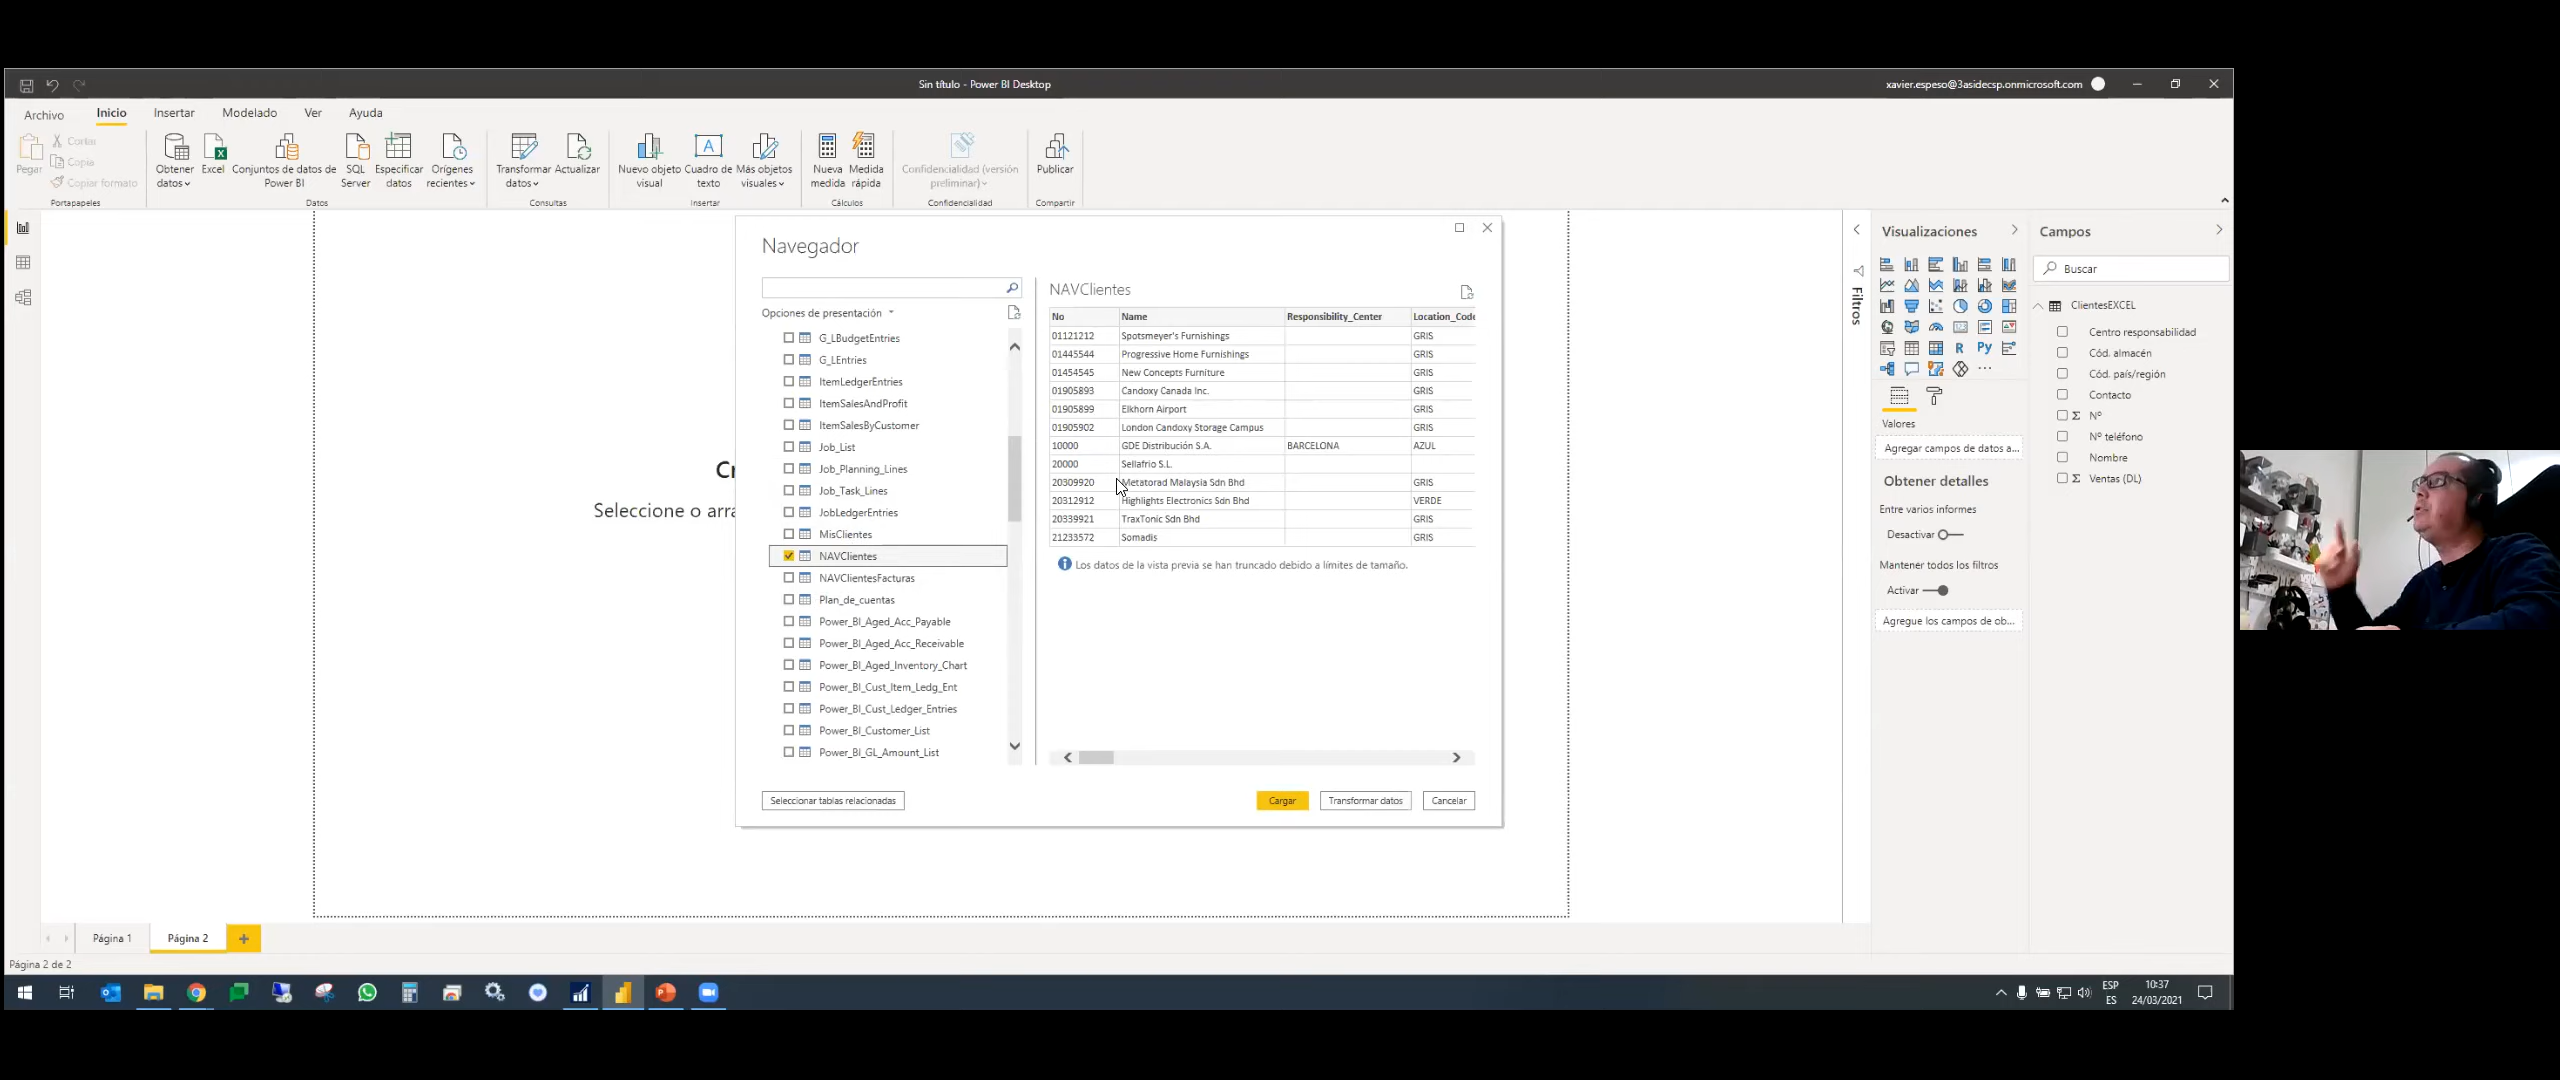 Sin título - Power BI Desktop
xavier.espeso@3asidecsp.onmicrosoft.com
Archivo
Inicio
Insertar
Modelado
Ver
Ayuda
Pegar
Cortar
Copia
Copiar formato
Portapapeles
Obtener datos
Excel
Conjuntos de datos de Power BI
SQL Server
Especificar datos
Orígenes recientes
Datos
Transformar datos
Actualizar
Consultas
Nuevo objeto visual
Cuadro de texto
Más objetos visuales
Insertar
Nueva medida
Medida rápida
Cálculos
Confidencialidad (versión preliminar)
Confidencialidad
Publicar
Compartir
Seleccione o arra
Navegador
Opciones de presentación
G_LBudgetEntries
G_LEntries
ItemLedgerEntries
ItemSalesAndProfit
ItemSalesByCustomer
Job_List
Job_Planning_Lines
Job_Task_Lines
JobLedgerEntries
MisClientes
NAVClientes
NAVClientesFacturas
Plan_de_cuentas
Power_BI_Aged_Acc_Payable
Power_BI_Aged_Acc_Receivable
Power_BI_Aged_Inventory_Chart
Power_BI_Cust_Item_Ledg_Ent
Power_BI_Cust_Ledger_Entries
Power_BI_Customer_List
Power_BI_GL_Amount_List
NAVClientes
No Name Responsibility_Center Location_Code
01121212 Spotsmeyer's Furnishings GRIS
01445544 Progressive Home Furnishings GRIS
01454545 New Concepts Furniture GRIS
01905893 Candoxy Canada Inc. GRIS
01905899 Elkhorn Airport GRIS
01905902 London Candoxy Storage Campus GRIS
10000 GDE Distribución S.A. BARCELONA AZUL
20000 Sellafrio S.L.
20309920 Metatorad Malaysia Sdn Bhd GRIS
20312912 Highlights Electronics Sdn Bhd VERDE
20339921 TraxTonic Sdn Bhd GRIS
21233572 Somadis GRIS
Los datos de la vista previa se han truncado debido a límites de tamaño.
Seleccionar tablas relacionadas
Cargar
Transformar datos
Cancelar
Filtros
Visualizaciones
R
Py
Valores
Agregar campos de datos a...
Obtener detalles
Entre varios informes
Desactivar
Mantener todos los filtros
Activar
Agregue los campos de ob...
Campos
Buscar
ClientesEXCEL
Centro responsabilidad
Cód. almacén
Cód. país/región
Contacto
Σ Nº
Nº teléfono
Nombre
Σ Ventas (DL)
Página 1
Página 2
Página 2 de 2
ESP
ES
10:37
24/03/2021